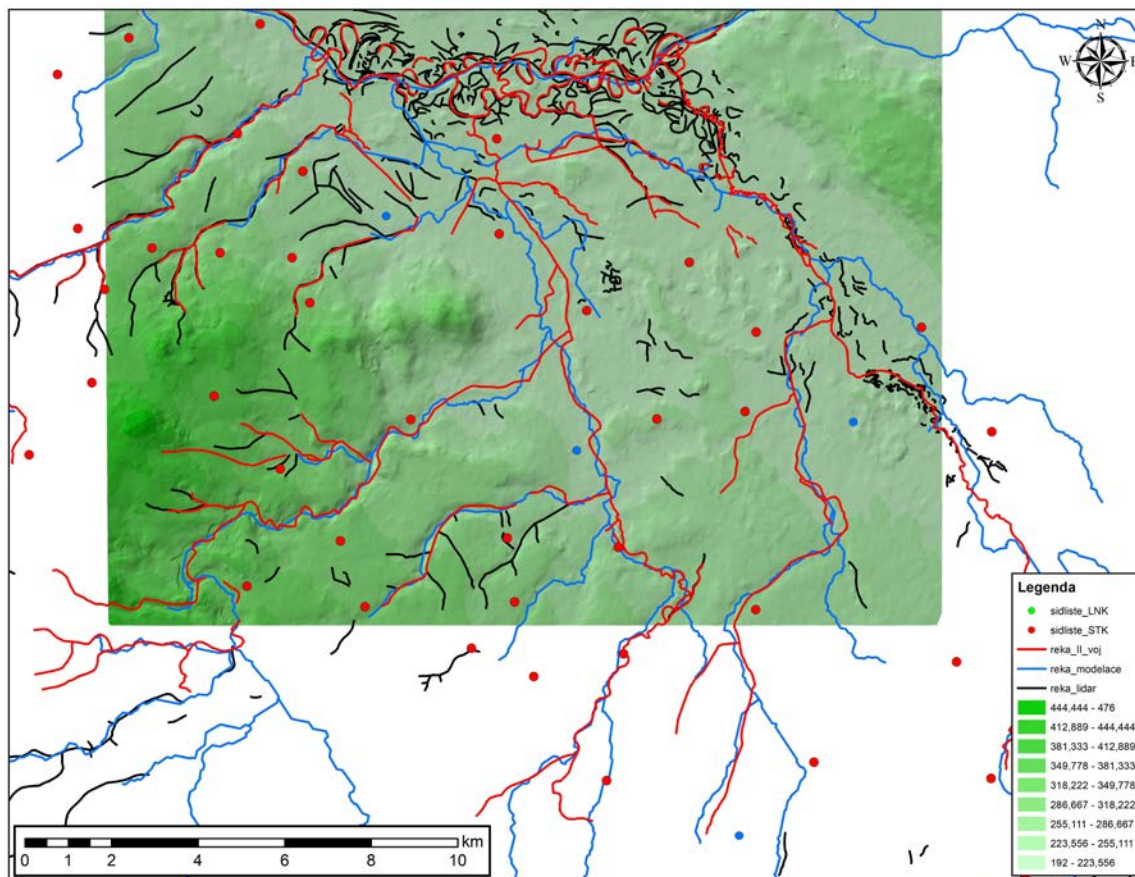 N
W E
S
Legenda
sidliste_LNK
sidliste_STK
reka_II_voj
reka_modelace
reka_lidar
444,444 - 476
412,889 - 444,444
381,333 - 412,889
349,778 - 381,333
318,222 - 349,778
286,667 - 318,222
255,111 - 286,667
223,556 - 255,111
192 - 223,556
km
0 1 2 4 6 8 10